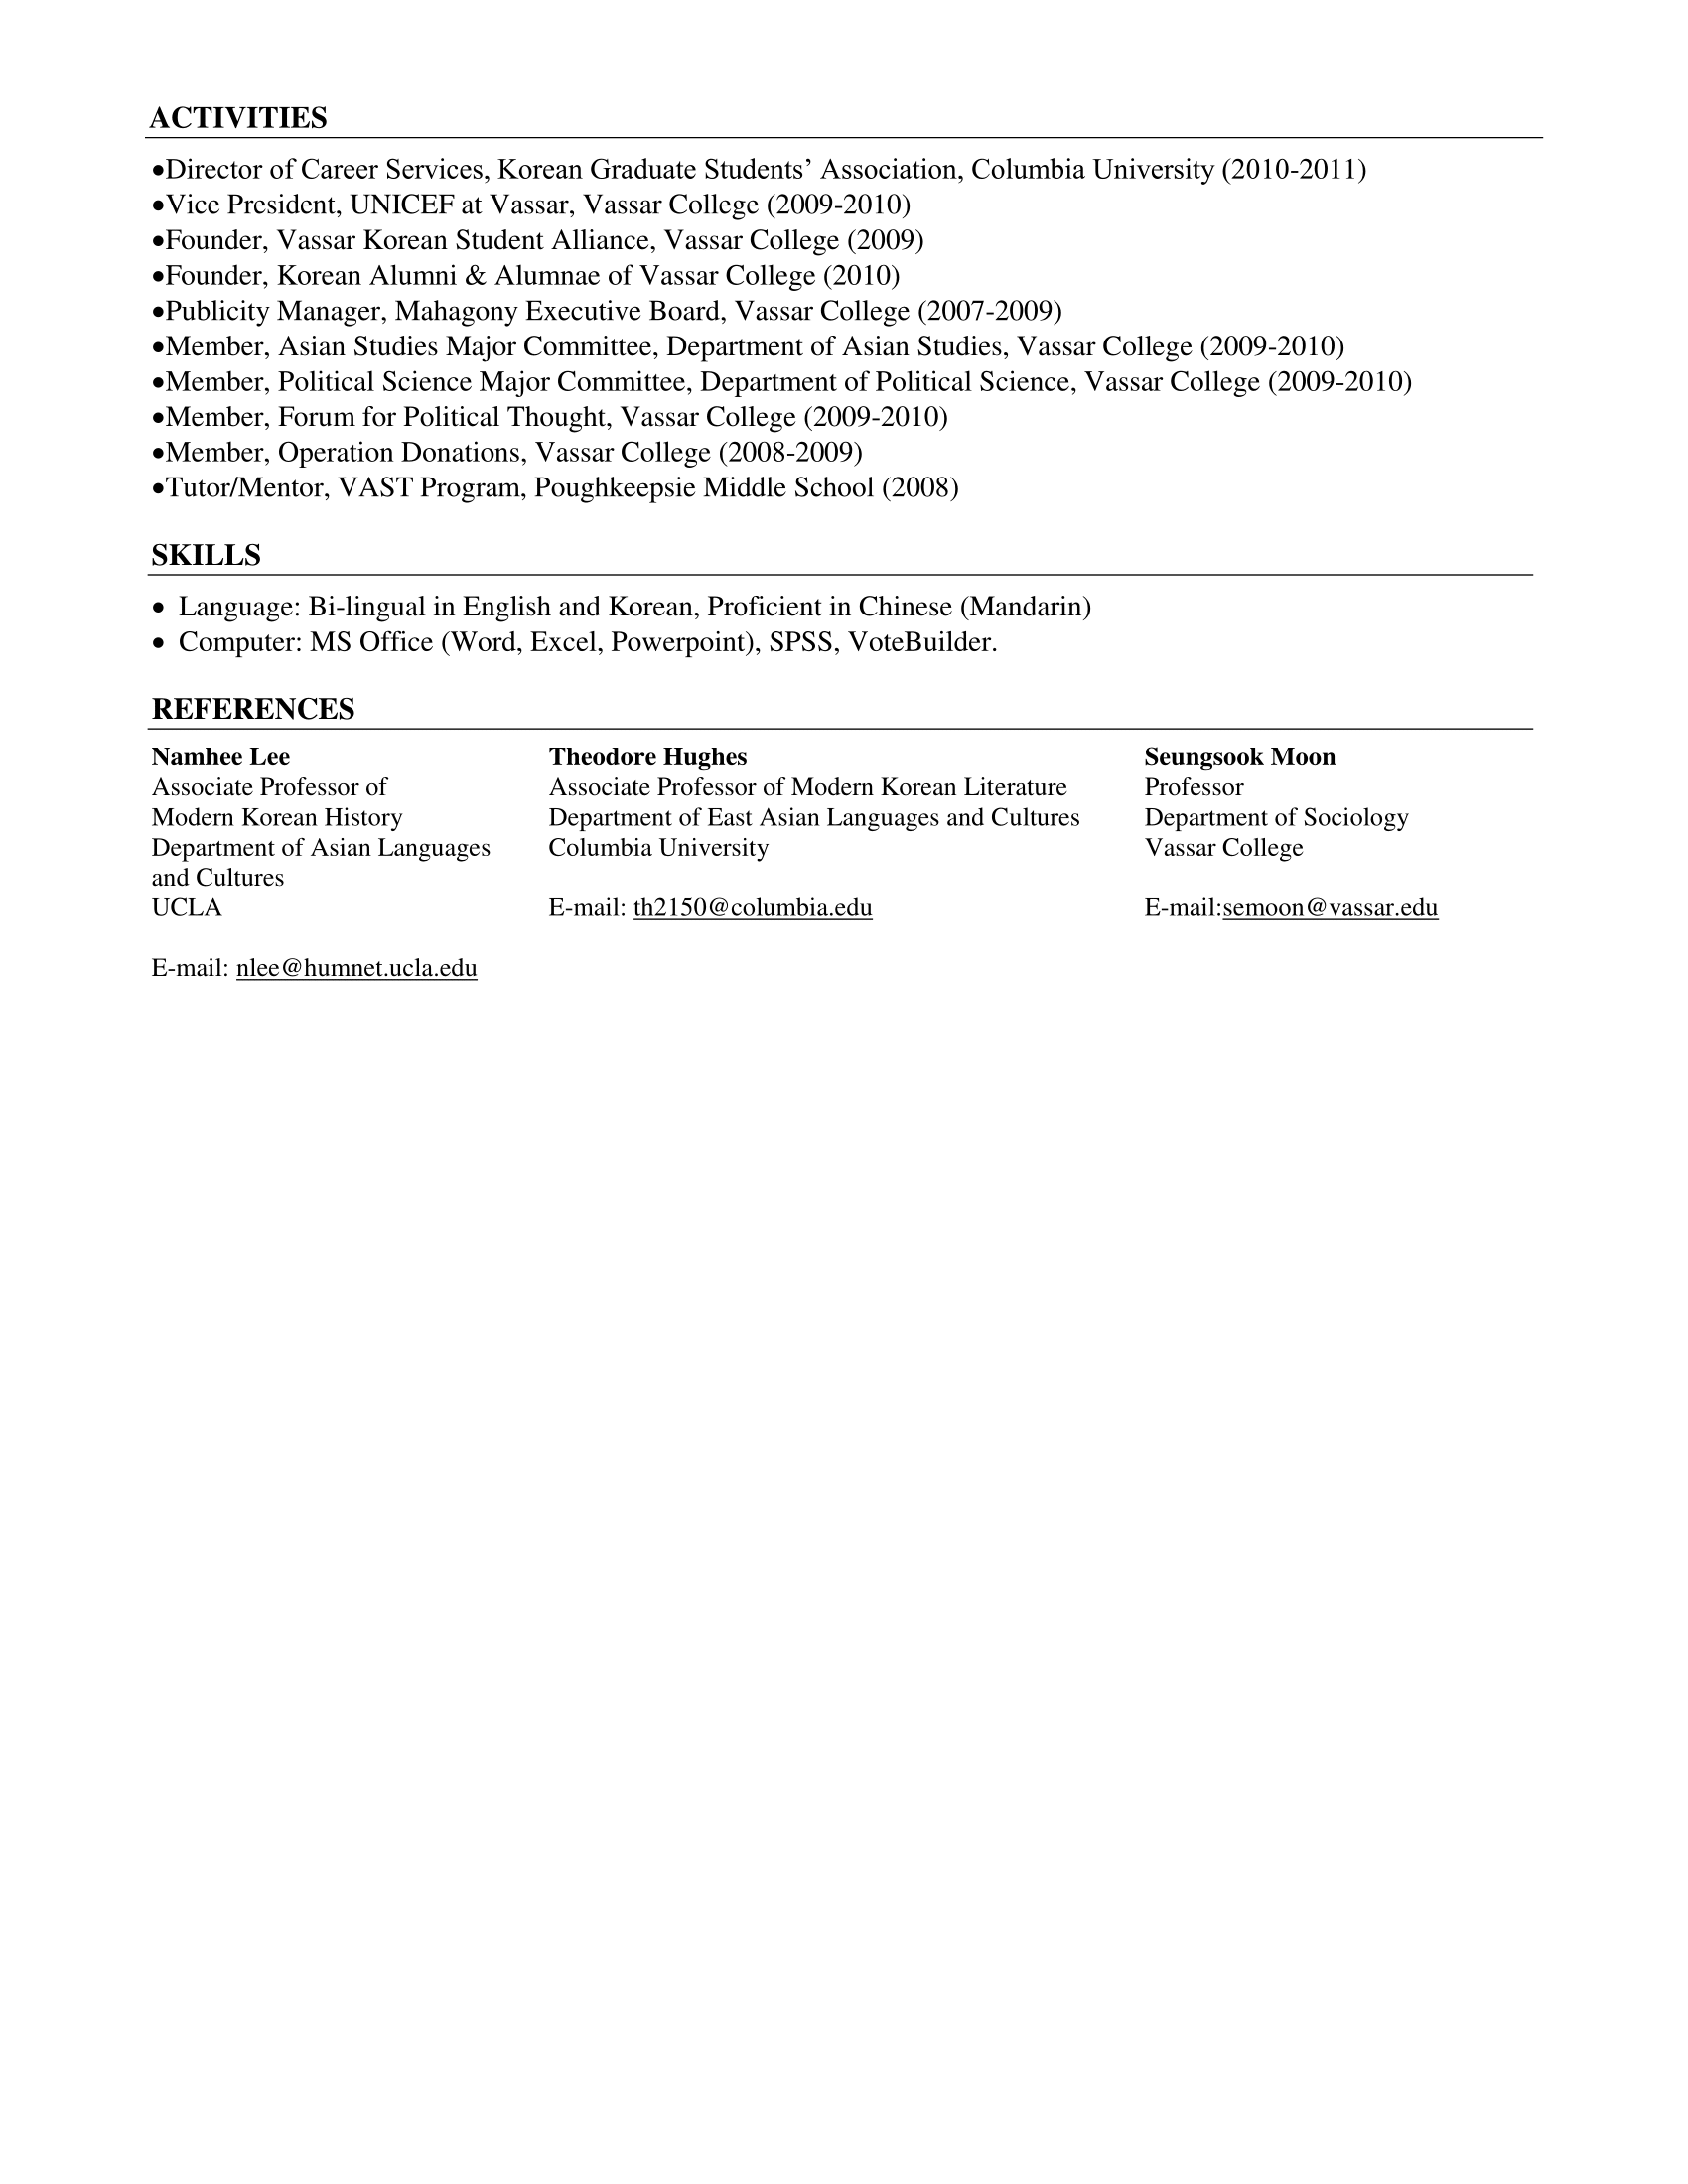 ACTIVITIES
•Director of Career Services, Korean Graduate Students’ Association, Columbia University (2010-2011)
•Vice President, UNICEF at Vassar, Vassar College (2009-2010)
•Founder, Vassar Korean Student Alliance, Vassar College (2009)
•Founder, Korean Alumni & Alumnae of Vassar College (2010)
•Publicity Manager, Mahagony Executive Board, Vassar College (2007-2009)
•Member, Asian Studies Major Committee, Department of Asian Studies, Vassar College (2009-2010)
•Member, Political Science Major Committee, Department of Political Science, Vassar College (2009-2010)
•Member, Forum for Political Thought, Vassar College (2009-2010)
•Member, Operation Donations, Vassar College (2008-2009)
•Tutor/Mentor, VAST Program, Poughkeepsie Middle School (2008)
SKILLS
• Language: Bi-lingual in English and Korean, Proficient in Chinese (Mandarin)
• Computer: MS Office (Word, Excel, Powerpoint), SPSS, VoteBuilder.
REFERENCES
Namhee Lee
Associate Professor of
Modern Korean History
Department of Asian Languages
and Cultures
UCLA
E-mail: nlee@humnet.ucla.edu
Theodore Hughes
Associate Professor of Modern Korean Literature
Department of East Asian Languages and Cultures
Columbia University
E-mail: th2150@columbia.edu
Seungsook Moon
Professor
Department of Sociology
Vassar College
E-mail:semoon@vassar.edu